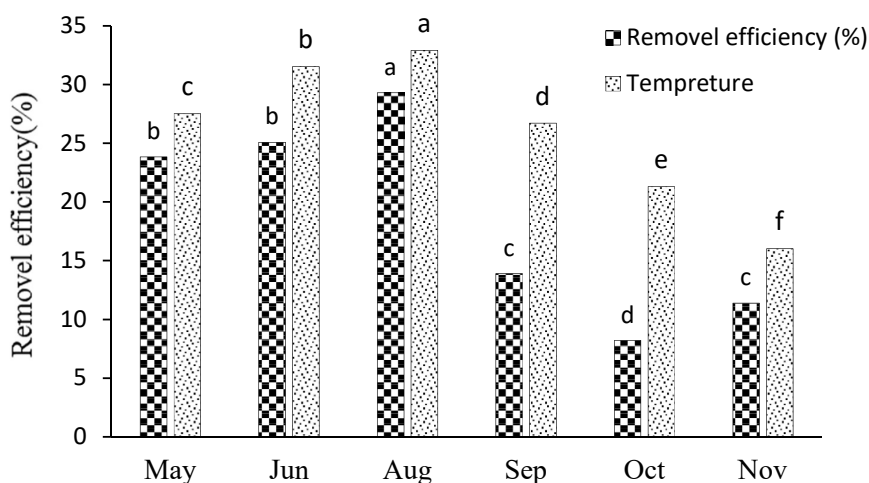 Removel efficiency(%)
35
30
25
20
15
10
5
0
b
c
b
b
a
a
c
d
d
e
c
f
Removel efficiency (%)
Tempreture
May
Jun
Aug
Sep
Oct
Nov